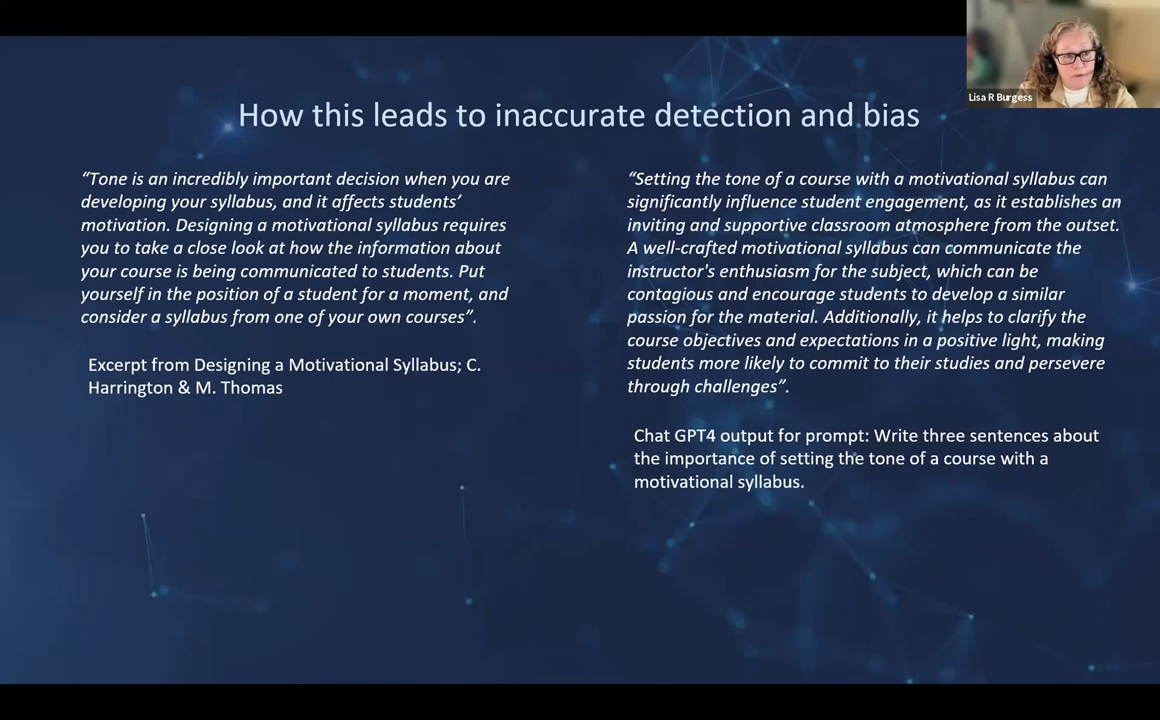 Lisa R Burgess
How this leads to inaccurate detection and bias
“Tone is an incredibly important decision when you are
developing your syllabus, and it affects students’
motivation. Designing a motivational syllabus requires
you to take a close look at how the information about
your course is being communicated to students. Put
yourself in the position of a student for a moment, and
consider a syllabus from one of your own courses”.
Excerpt from Designing a Motivational Syllabus; C.
Harrington & M. Thomas
“Setting the tone of a course with a motivational syllabus can
significantly influence student engagement, as it establishes an
inviting and supportive classroom atmosphere from the outset.
A well-crafted motivational syllabus can communicate the
instructor's enthusiasm for the subject, which can be
contagious and encourage students to develop a similar
passion for the material. Additionally, it helps to clarify the
course objectives and expectations in a positive light, making
students more likely to commit to their studies and persevere
through challenges”.
Chat GPT4 output for prompt: Write three sentences about
the importance of setting the tone of a course with a
motivational syllabus.